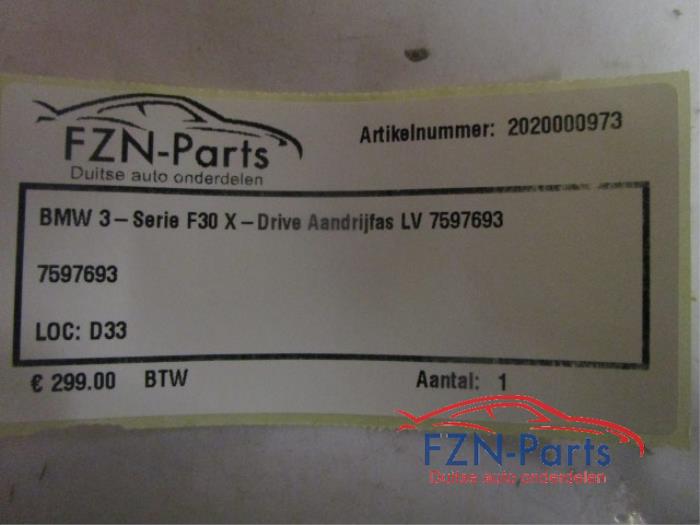 FZN-Parts
Duitse auto onderdelen
Artikelnummer: 2020000973
BMW 3-Serie F30 X-Drive Aandrijfas LV 7597693
7597693
LOC: D33
€ 299.00 BTW
Aantal: 1
FZN-Parts
Duitse auto onderdelen